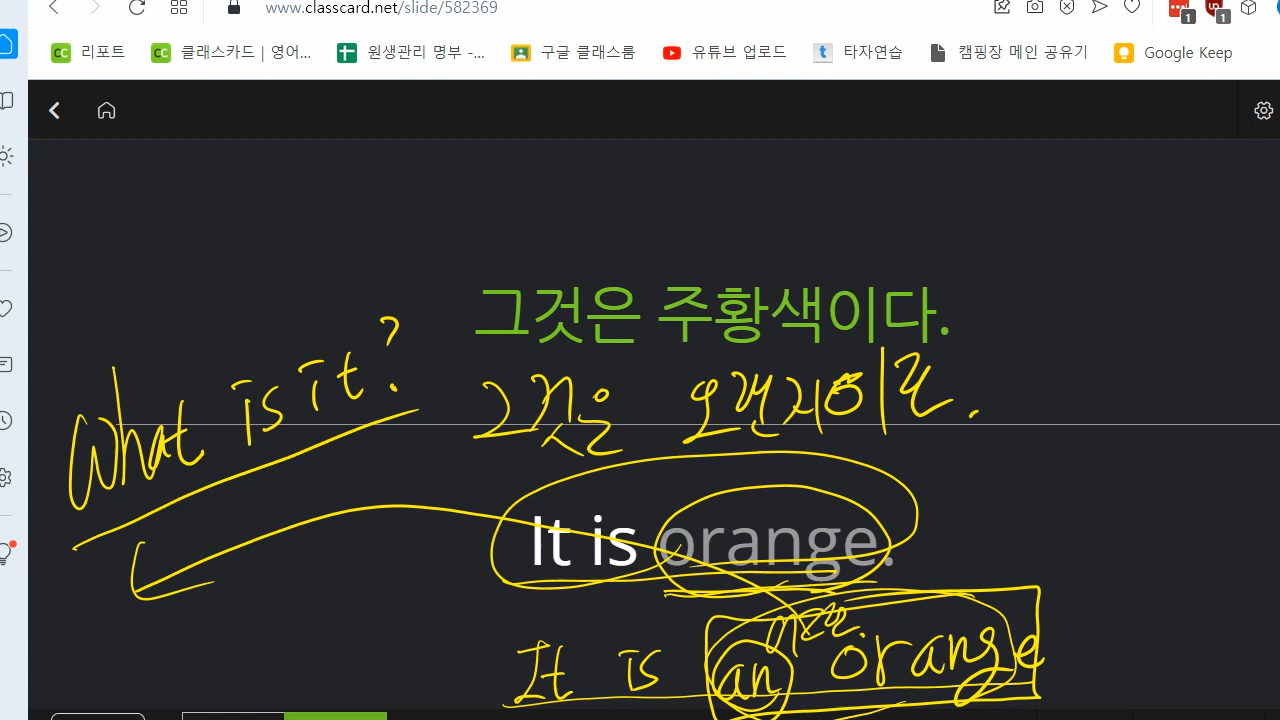 www.classcard.net/slide/582369
1 1
리포트 클래스카드 | 영어... 원생관리 명부 -... 구글 클래스룸 유튜브 업로드 타자연습 캠핑장 메인 공유기 Google Keep
그것은 주황색이다.
What is it?
그것은 오렌지이다.
It is orange.
It is an orange